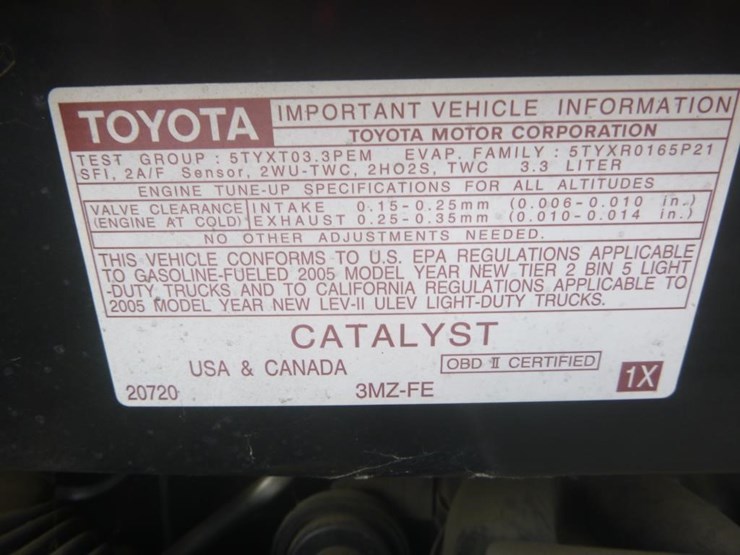 TOYOTA IMPORTANT VEHICLE INFORMATION
TOYOTA MOTOR CORPORATION
TEST GROUP : 5TYXT03.3PEM EVAP. FAMILY : 5TYXR0165P21
SFI, 2A/F Sensor, 2WU-TWC, 2HO2S, TWC 3.3 LITER
ENGINE TUNE-UP SPECIFICATIONS FOR ALL ALTITUDES
VALVE CLEARANCE INTAKE 0.15-0.25mm (0.006-0.010 in.)
(ENGINE AT COLD) EXHAUST 0.25-0.35mm (0.010-0.014 in.)
NO OTHER ADJUSTMENTS NEEDED.
THIS VEHICLE CONFORMS TO U.S. EPA REGULATIONS APPLICABLE
TO GASOLINE-FUELED 2005 MODEL YEAR NEW TIER 2 BIN 5 LIGHT
-DUTY TRUCKS AND TO CALIFORNIA REGULATIONS APPLICABLE TO
2005 MODEL YEAR NEW LEV-II ULEV LIGHT-DUTY TRUCKS.
CATALYST
USA & CANADA OBD II CERTIFIED
20720 3MZ-FE 1X